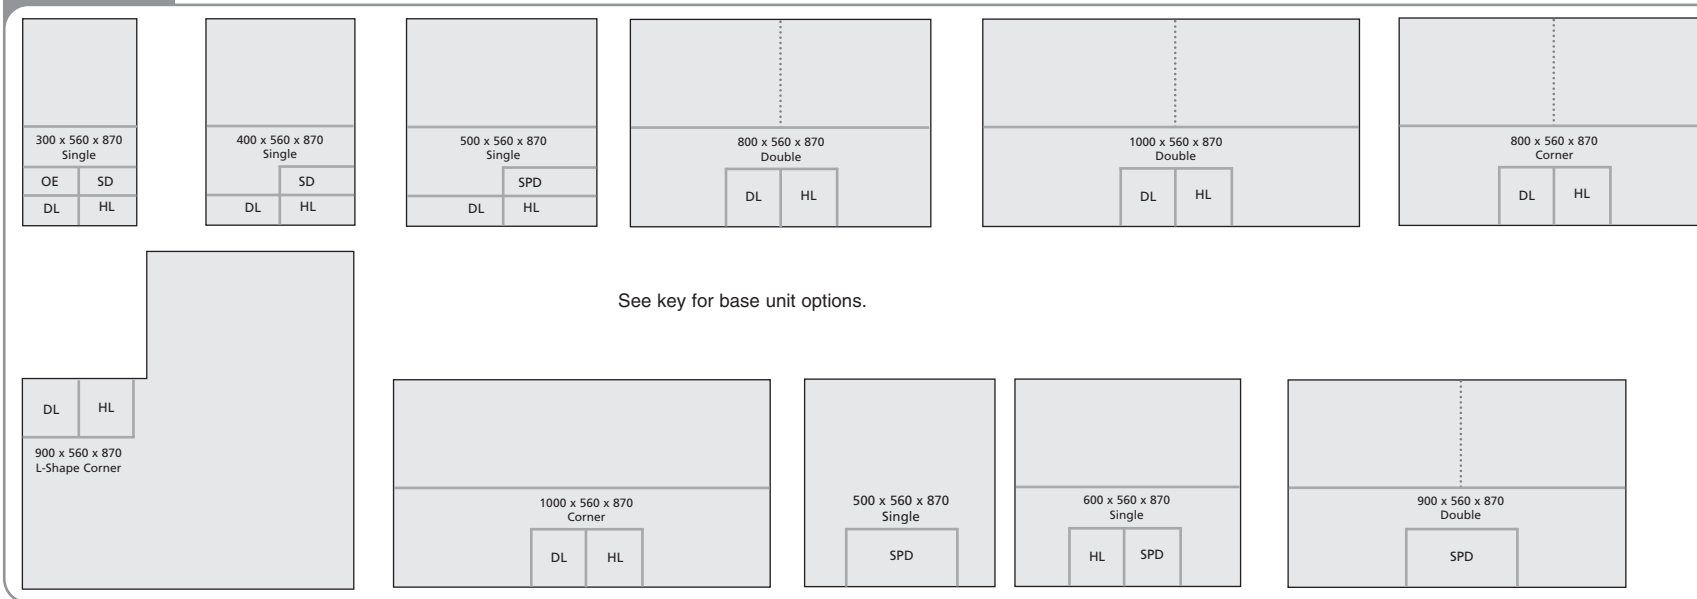 300 x 560 x 870
Single
OE SD
DL HL
400 x 560 x 870
Single
SD
DL HL
500 x 560 x 870
Single
SPD
DL HL
800 x 560 x 870
Double
DL HL
1000 x 560 x 870
Double
DL HL
800 x 560 x 870
Corner
DL HL
See key for base unit options.
DL HL
900 x 560 x 870
L-Shape Corner
1000 x 560 x 870
Corner
DL HL
500 x 560 x 870
Single
SPD
600 x 560 x 870
Single
HL SPD
900 x 560 x 870
Double
SPD